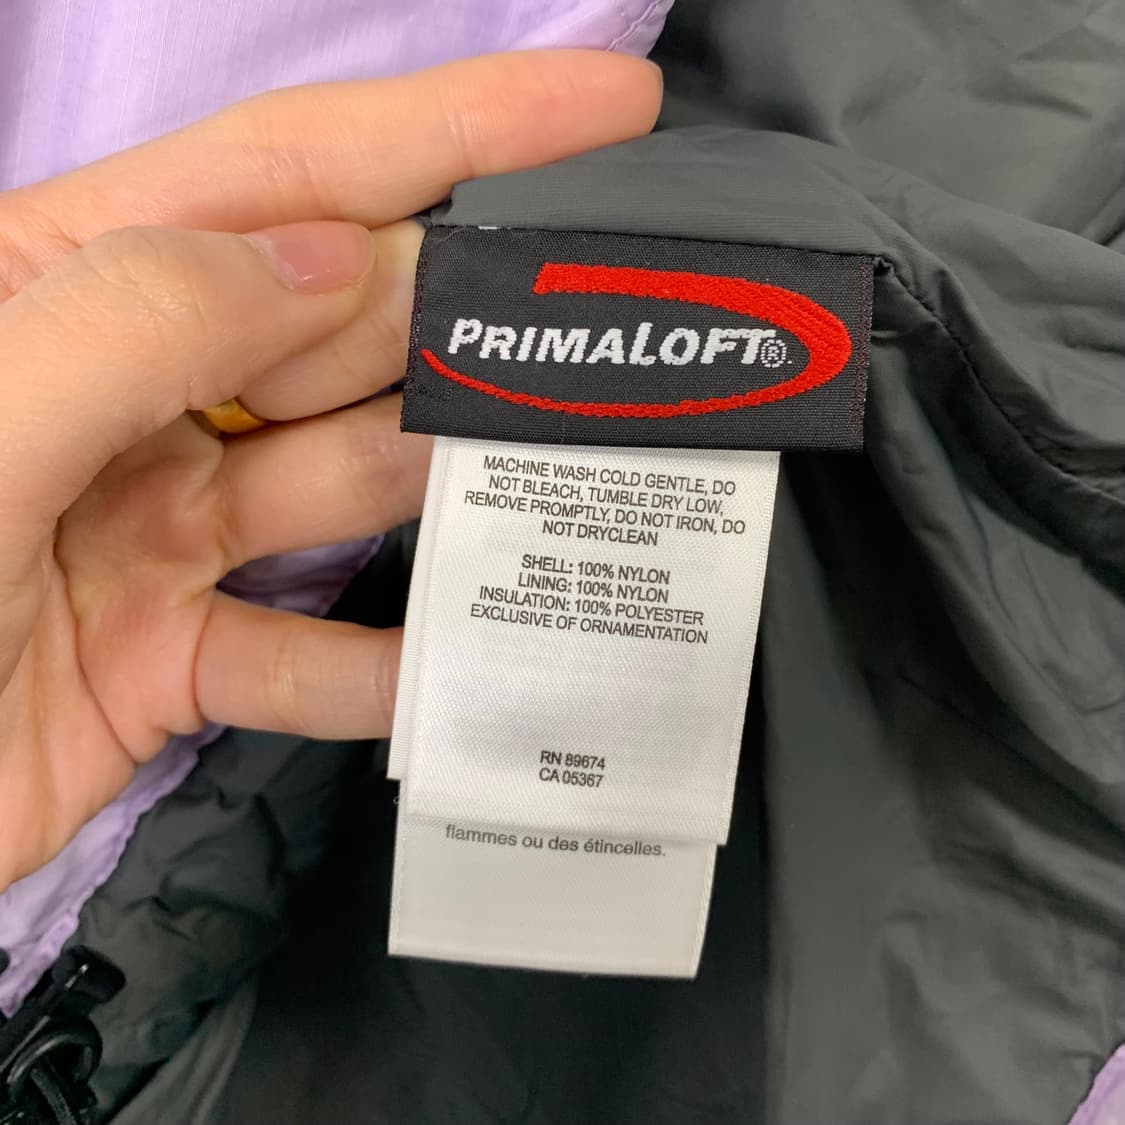 PRIMALOFT®
MACHINE WASH COLD GENTLE, DO
NOT BLEACH, TUMBLE DRY LOW,
REMOVE PROMPTLY, DO NOT IRON, DO
NOT DRYCLEAN
SHELL: 100% NYLON
LINING: 100% NYLON
INSULATION: 100% POLYESTER
EXCLUSIVE OF ORNAMENTATION
RN 89674
CA 05367
flammes ou des étincelles.